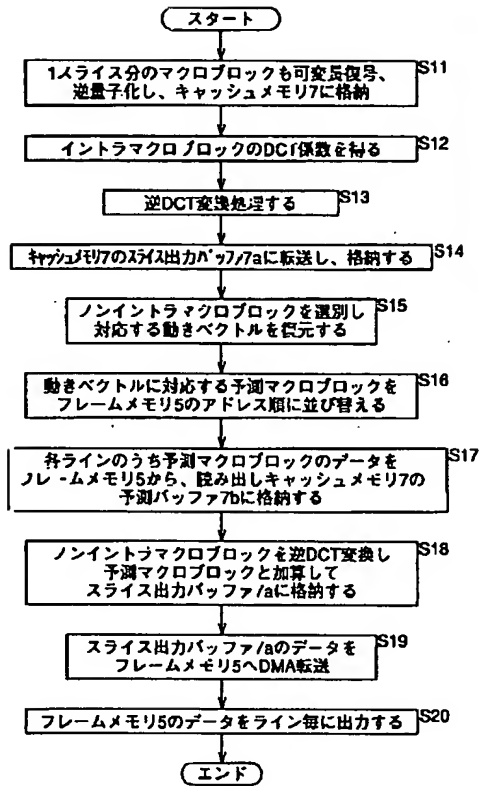 スタート
S11
1スライス分のマクロブロックも可変長復号、
逆量子化し、キャッシュメモリ7に格納
S12
イントラマクロブロックのDCT係数を得る
S13
逆DCT変換処理する
S14
キャッシュメモリ7のスライス出力バッファ7aに転送し、格納する
S15
ノンイントラマクロブロックを選別し
対応する動きベクトルを復元する
S16
動きベクトルに対応する予測マクロブロックを
フレームメモリ5のアドレス順に並び替える
S17
各ラインのうち予測マクロブロックのデータを
フレームメモリ5から、読み出しキャッシュメモリ7の
予測バッファ7bに格納する
S18
ノンイントラマクロブロックを逆DCT変換し
予測マクロブロックと加算して
スライス出力バッファ/aに格納する
S19
スライス出力バッファ/aのデータを
フレームメモリ5へDMA転送
S20
フレームメモリ5のデータをライン毎に出力する
エンド